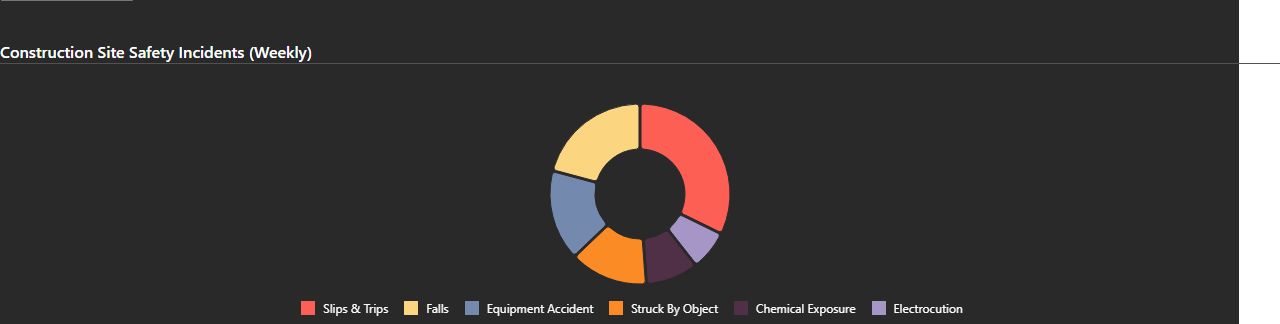 Construction Site Safety Incidents (Weekly)
Slips & Trips Falls Equipment Accident Struck By Object Chemical Exposure Electrocution